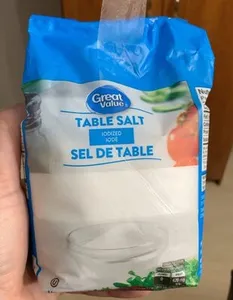 Great
Value
TABLE SALT
IODIZED
IODÉ
SEL DE TABLE